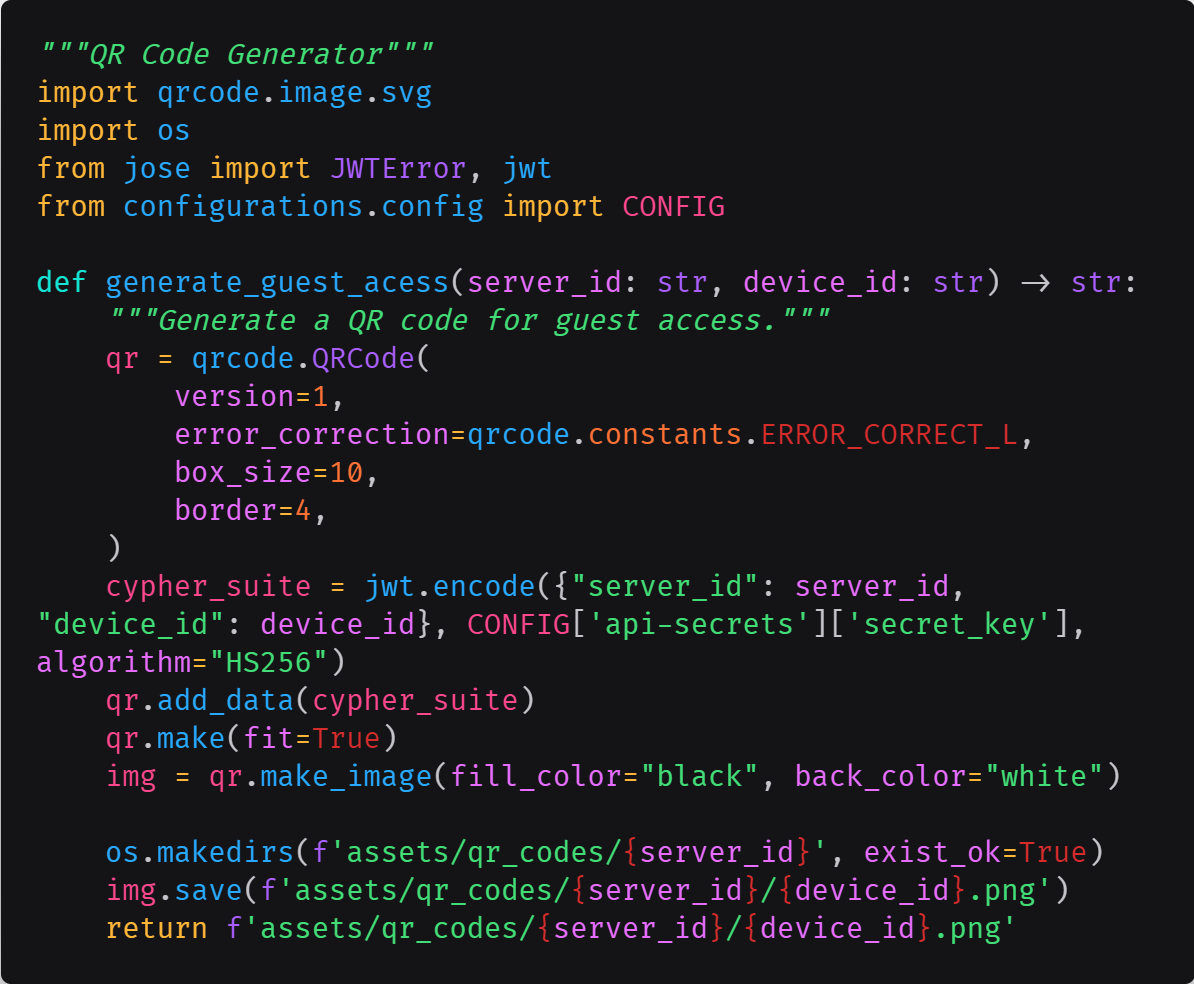 """QR Code Generator"""
import qrcode.image.svg
import os
from jose import JWTError, jwt
from configurations.config import CONFIG

def generate_guest_acess(server_id: str, device_id: str) -> str:
    """Generate a QR code for guest access."""
    qr = qrcode.QRCode(
        version=1,
        error_correction=qrcode.constants.ERROR_CORRECT_L,
        box_size=10,
        border=4,
    )
    cypher_suite = jwt.encode({"server_id": server_id,
"device_id": device_id}, CONFIG['api-secrets']['secret_key'],
algorithm="HS256")
    qr.add_data(cypher_suite)
    qr.make(fit=True)
    img = qr.make_image(fill_color="black", back_color="white")

    os.makedirs(f'assets/qr_codes/{server_id}', exist_ok=True)
    img.save(f'assets/qr_codes/{server_id}/{device_id}.png')
    return f'assets/qr_codes/{server_id}/{device_id}.png'